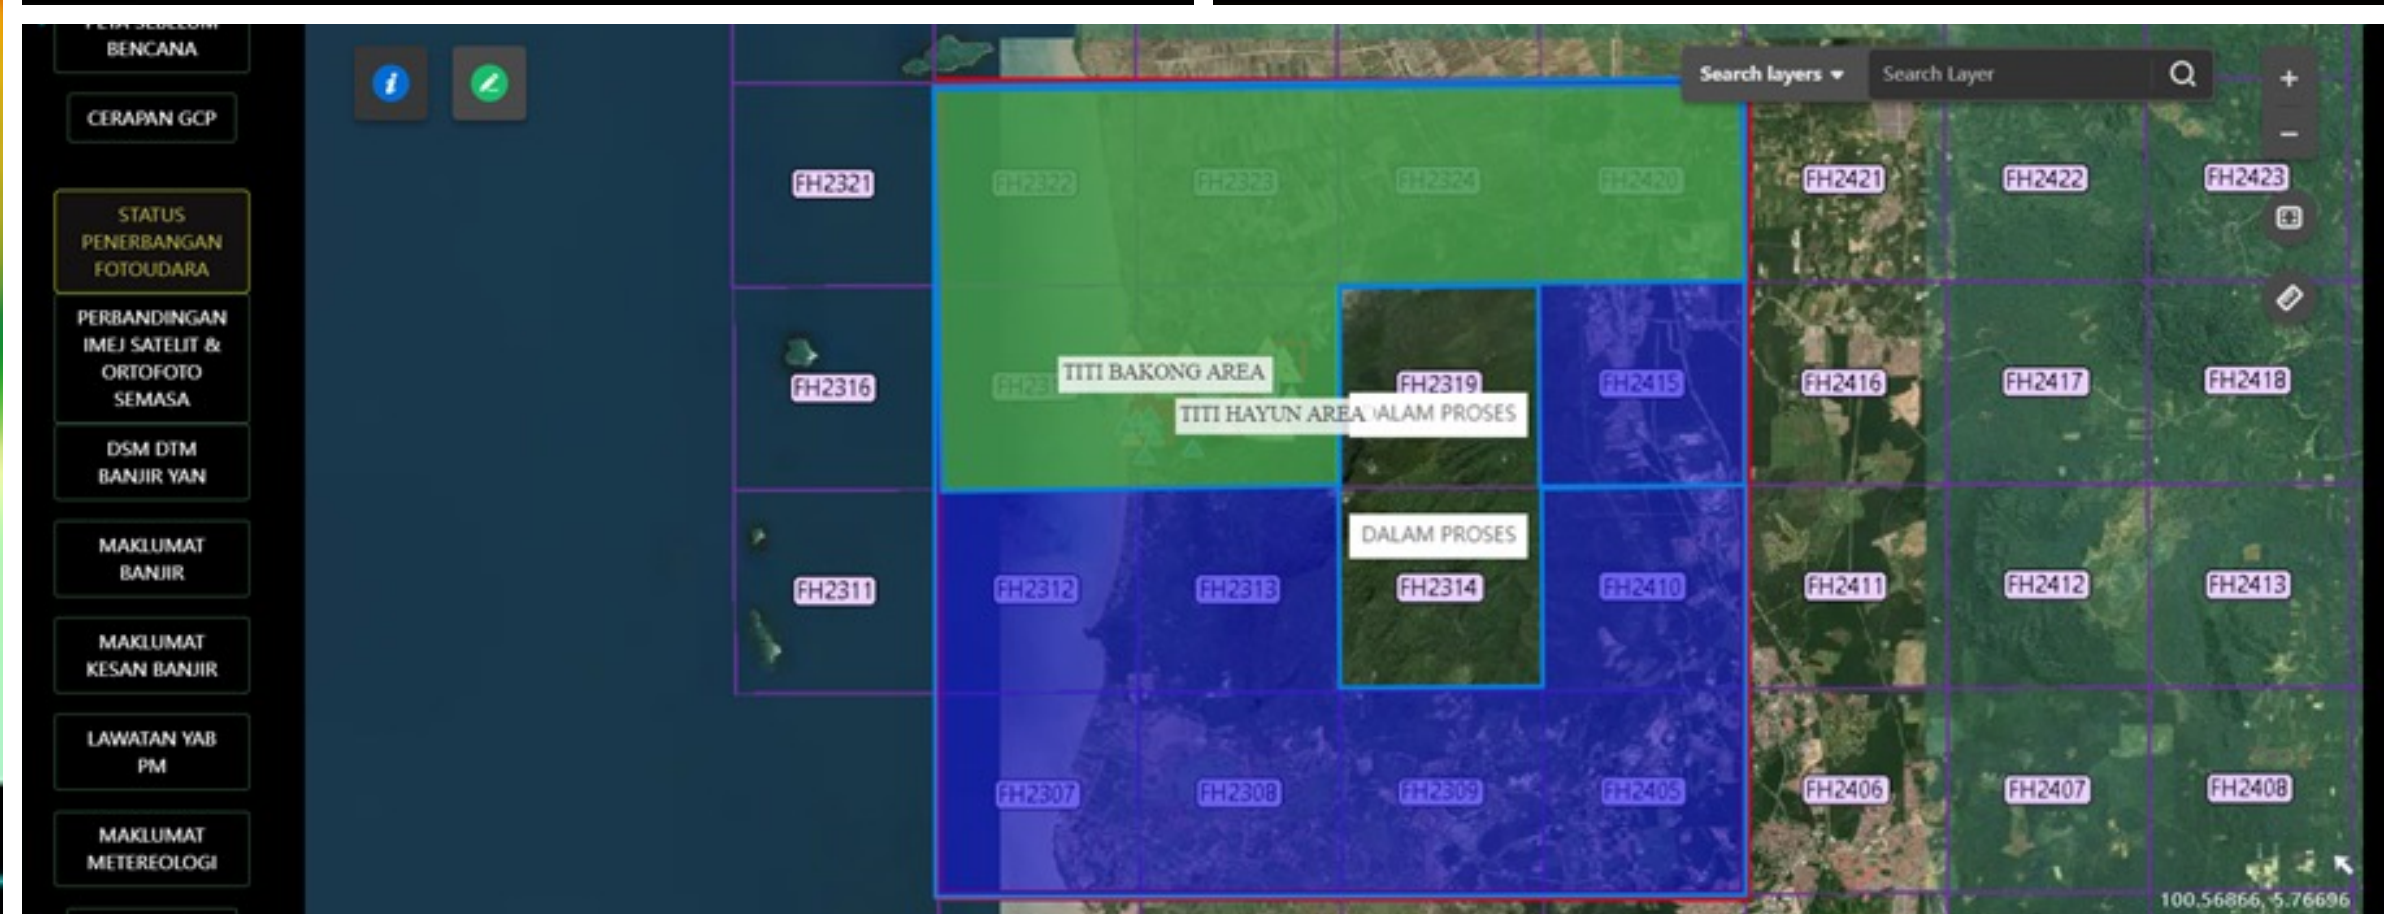 PETA SEBELUM
BENCANA
CERAPAN GCP
STATUS
PENERBANGAN
FOTOUDARA
PERBANDINGAN
IMEJ SATELIT &
ORTOFOTO
SEMASA
DSM DTM
BANJIR YAN
MAKLUMAT
BANJIR
MAKLUMAT
KESAN BANJIR
LAWATAN YAB
PM
MAKLUMAT
METEREOLOGI
Search layers
Search Layer
+
−
FH2321
FH2322
FH2323
FH2324
FH2420
FH2421
FH2422
FH2423
FH2316
TITI BAKONG AREA
FH2319
FH2415
FH2416
FH2417
FH2418
TITI HAYUN AREA
PROSES
DALAM PROSES
FH2311
FH2312
FH2313
FH2314
FH2410
FH2411
FH2412
FH2413
FH2307
FH2308
FH2309
FH2405
FH2406
FH2407
FH2408
100.56866, 5.76696